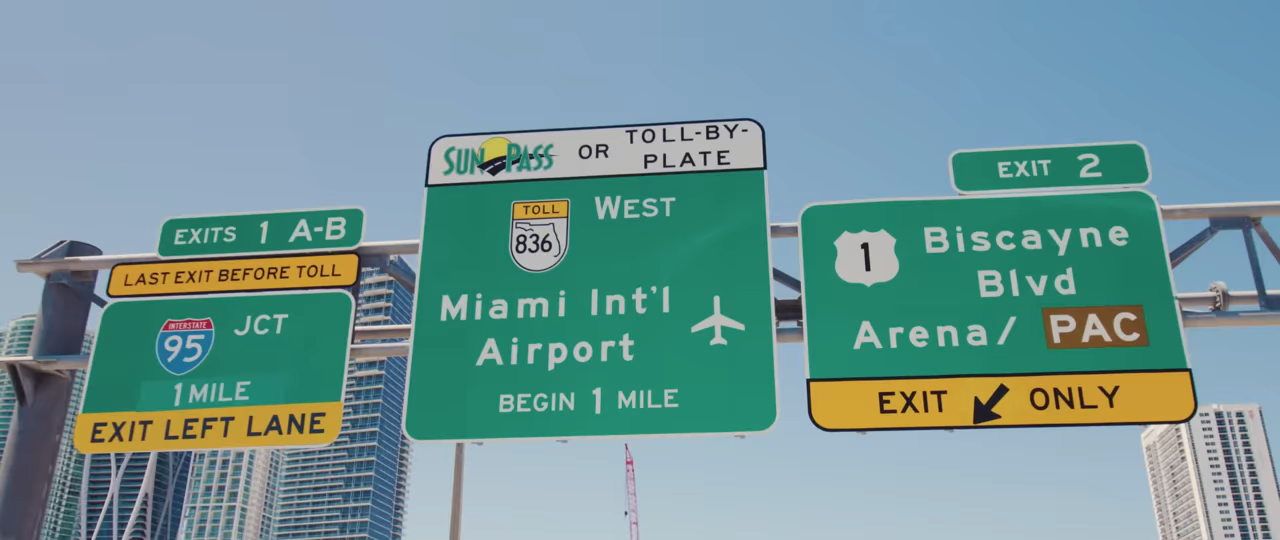 EXITS 1 A-B
LAST EXIT BEFORE TOLL
INTERSTATE
95
JCT
1 MILE
EXIT LEFT LANE
SUNPASS OR TOLL-BY-
PLATE
TOLL
836
WEST
Miami Int'l
Airport
BEGIN 1 MILE
EXIT 2
1
Biscayne
Blvd
Arena/ PAC
EXIT ONLY